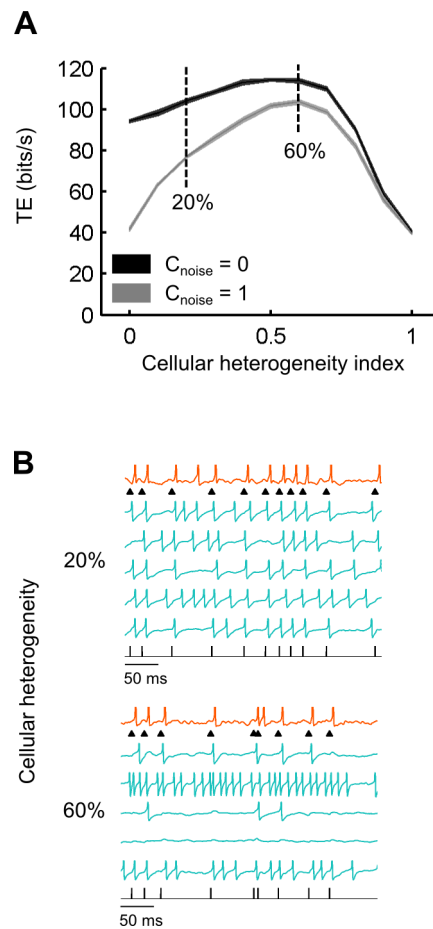 A
TE (bits/s)
120
100
80
60
40
20
0
20%
60%
Cnoise = 0
Cnoise = 1
0
0.5
1
Cellular heterogeneity index
B
Cellular heterogeneity
20%
50 ms
60%
50 ms